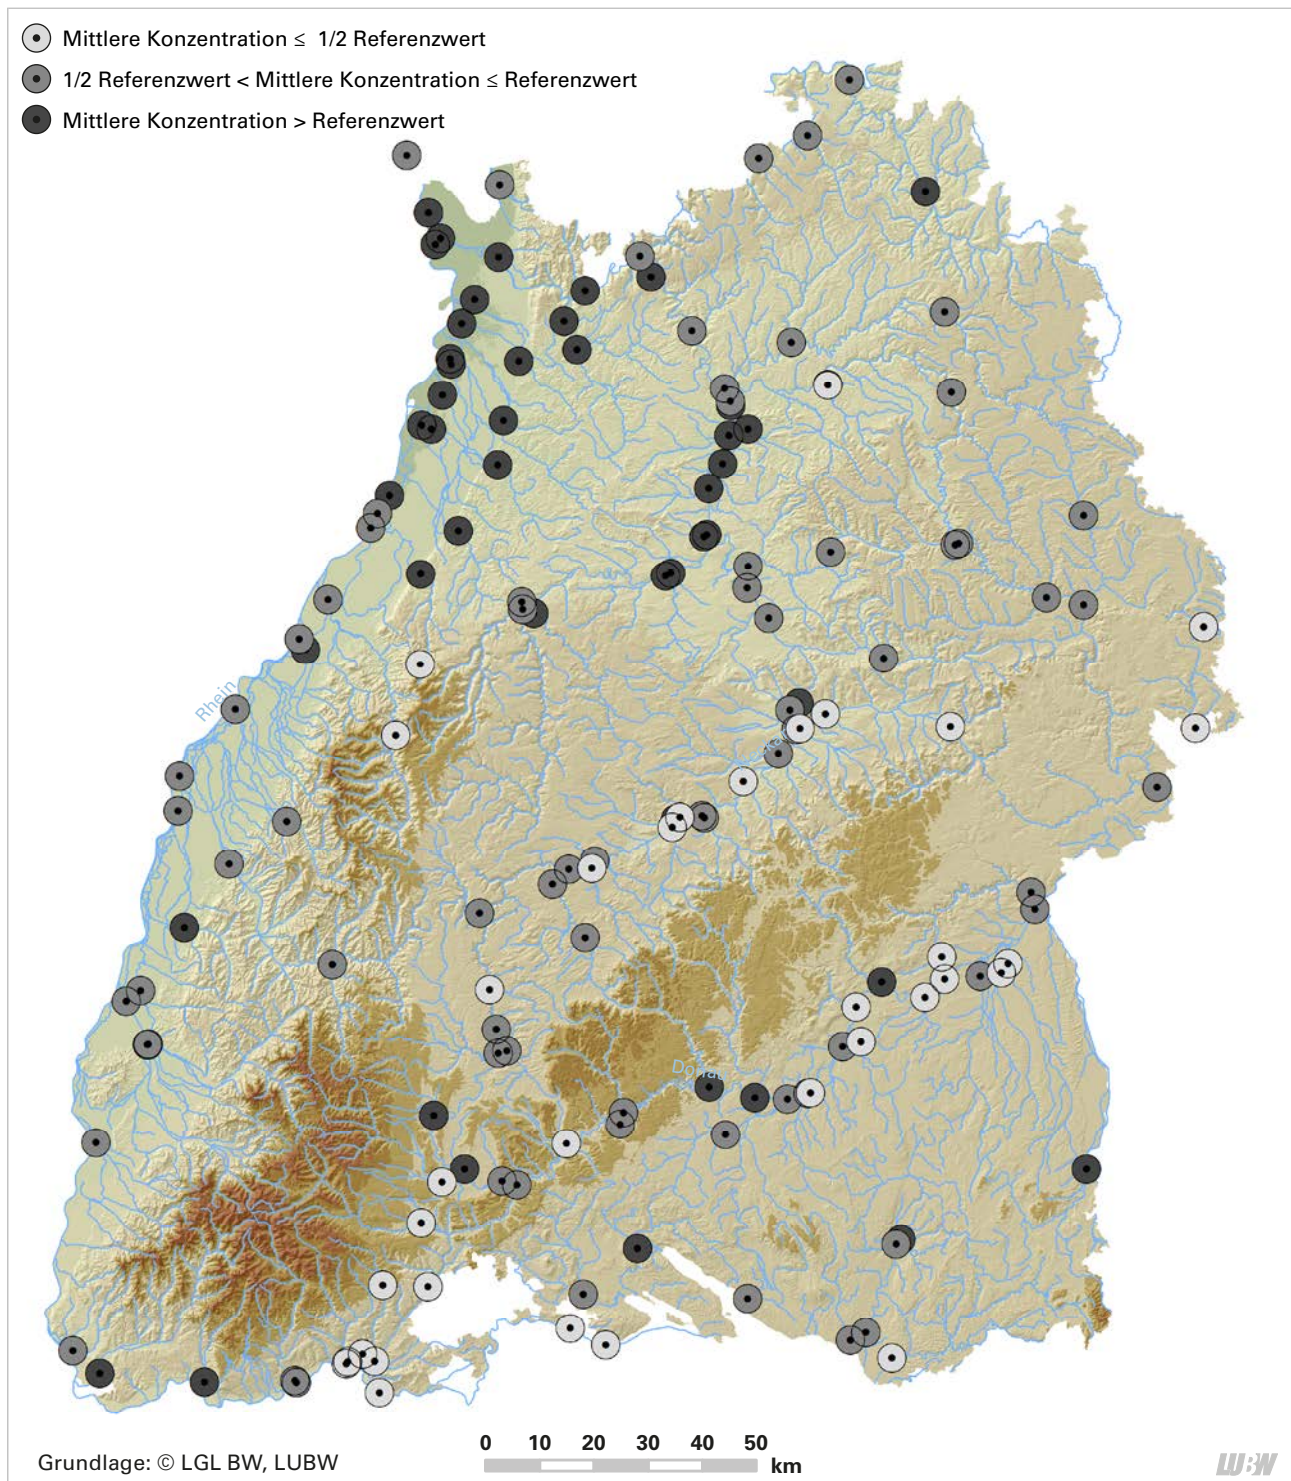 Mittlere Konzentration ≤ 1/2 Referenzwert
1/2 Referenzwert < Mittlere Konzentration ≤ Referenzwert
Mittlere Konzentration > Referenzwert
Rhein
Donau
0 10 20 30 40 50
km
Grundlage: © LGL BW, LUBW
LUBW